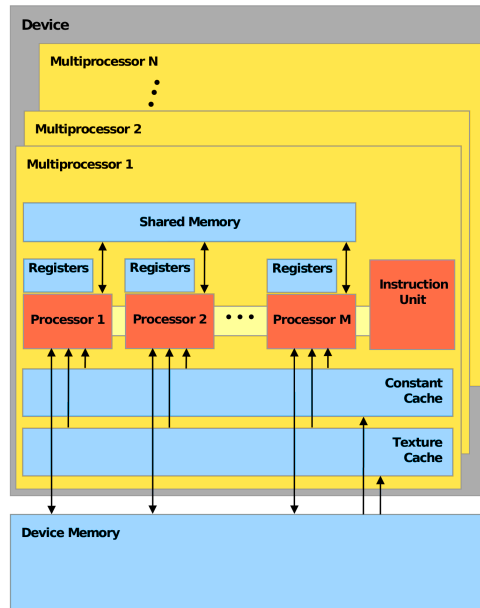 Device
Multiprocessor N
Multiprocessor 2
Multiprocessor 1
Shared Memory
Registers
Registers
Registers
Instruction
Unit
Processor 1
Processor 2
Processor M
Constant
Cache
Texture
Cache
Device Memory